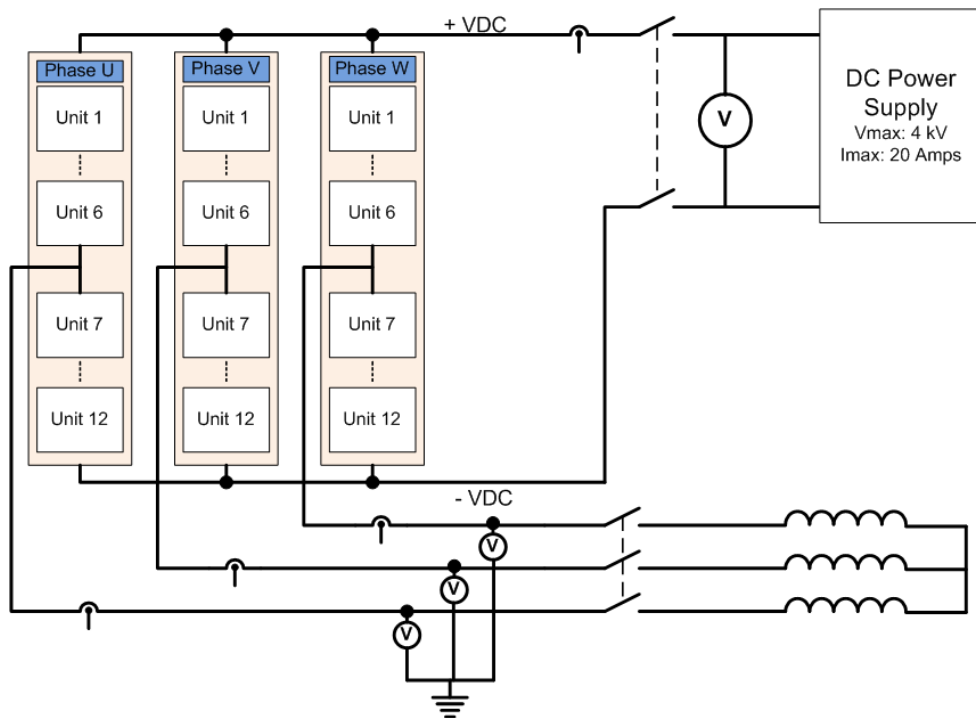 + VDC
Phase U
Phase V
Phase W
Unit 1
Unit 1
Unit 1
Unit 6
Unit 6
Unit 6
Unit 7
Unit 7
Unit 7
Unit 12
Unit 12
Unit 12
V
DC Power
Supply
Vmax: 4 kV
Imax: 20 Amps
- VDC
V
V
V